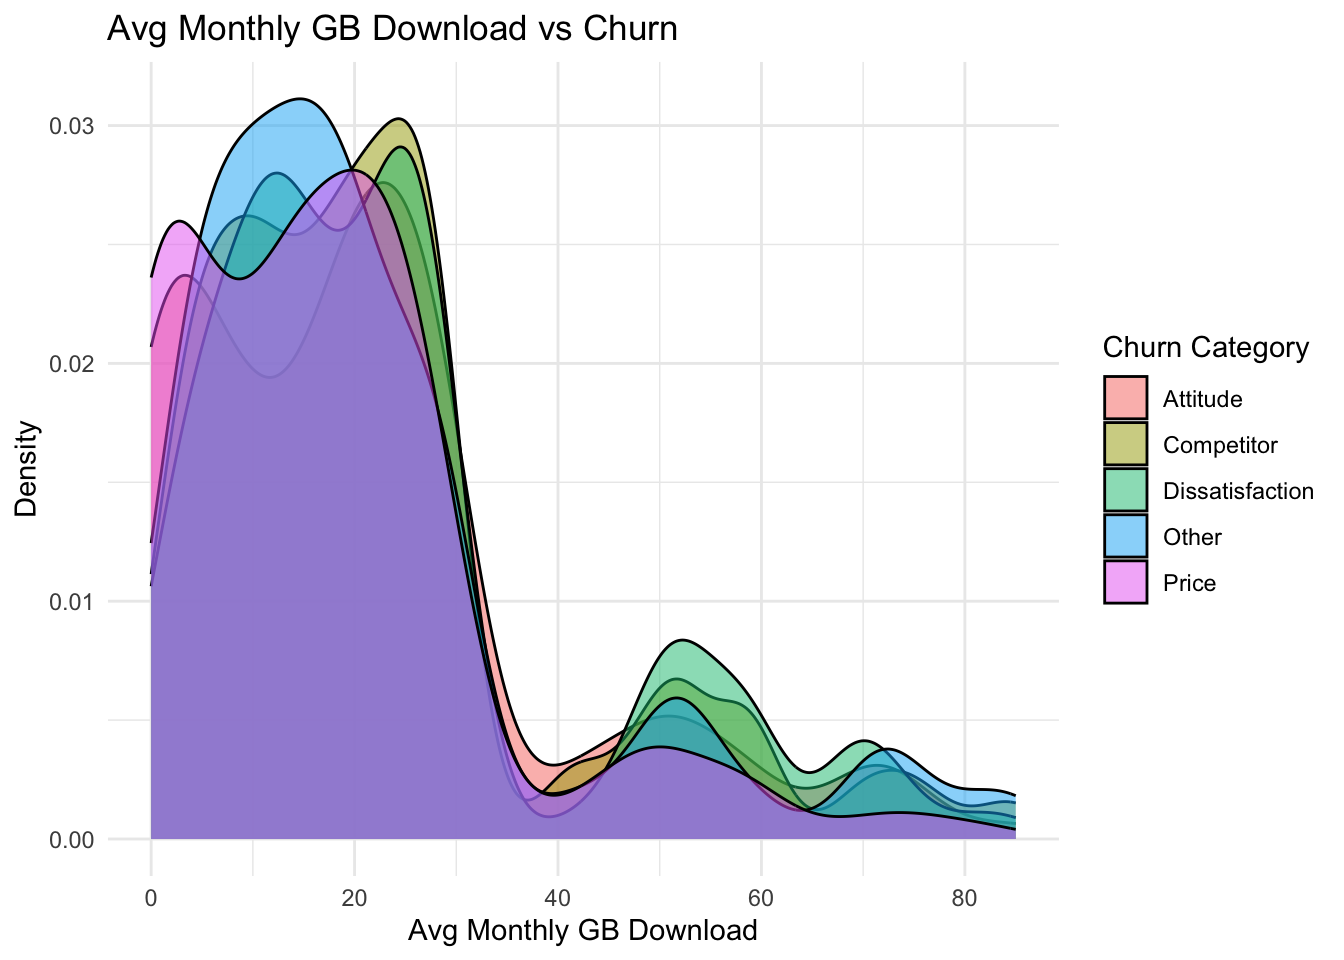 Avg Monthly GB Download vs Churn
Density
0.03
0.02
0.01
0.00
0
20
40
60
80
Avg Monthly GB Download
Churn Category
Attitude
Competitor
Dissatisfaction
Other
Price